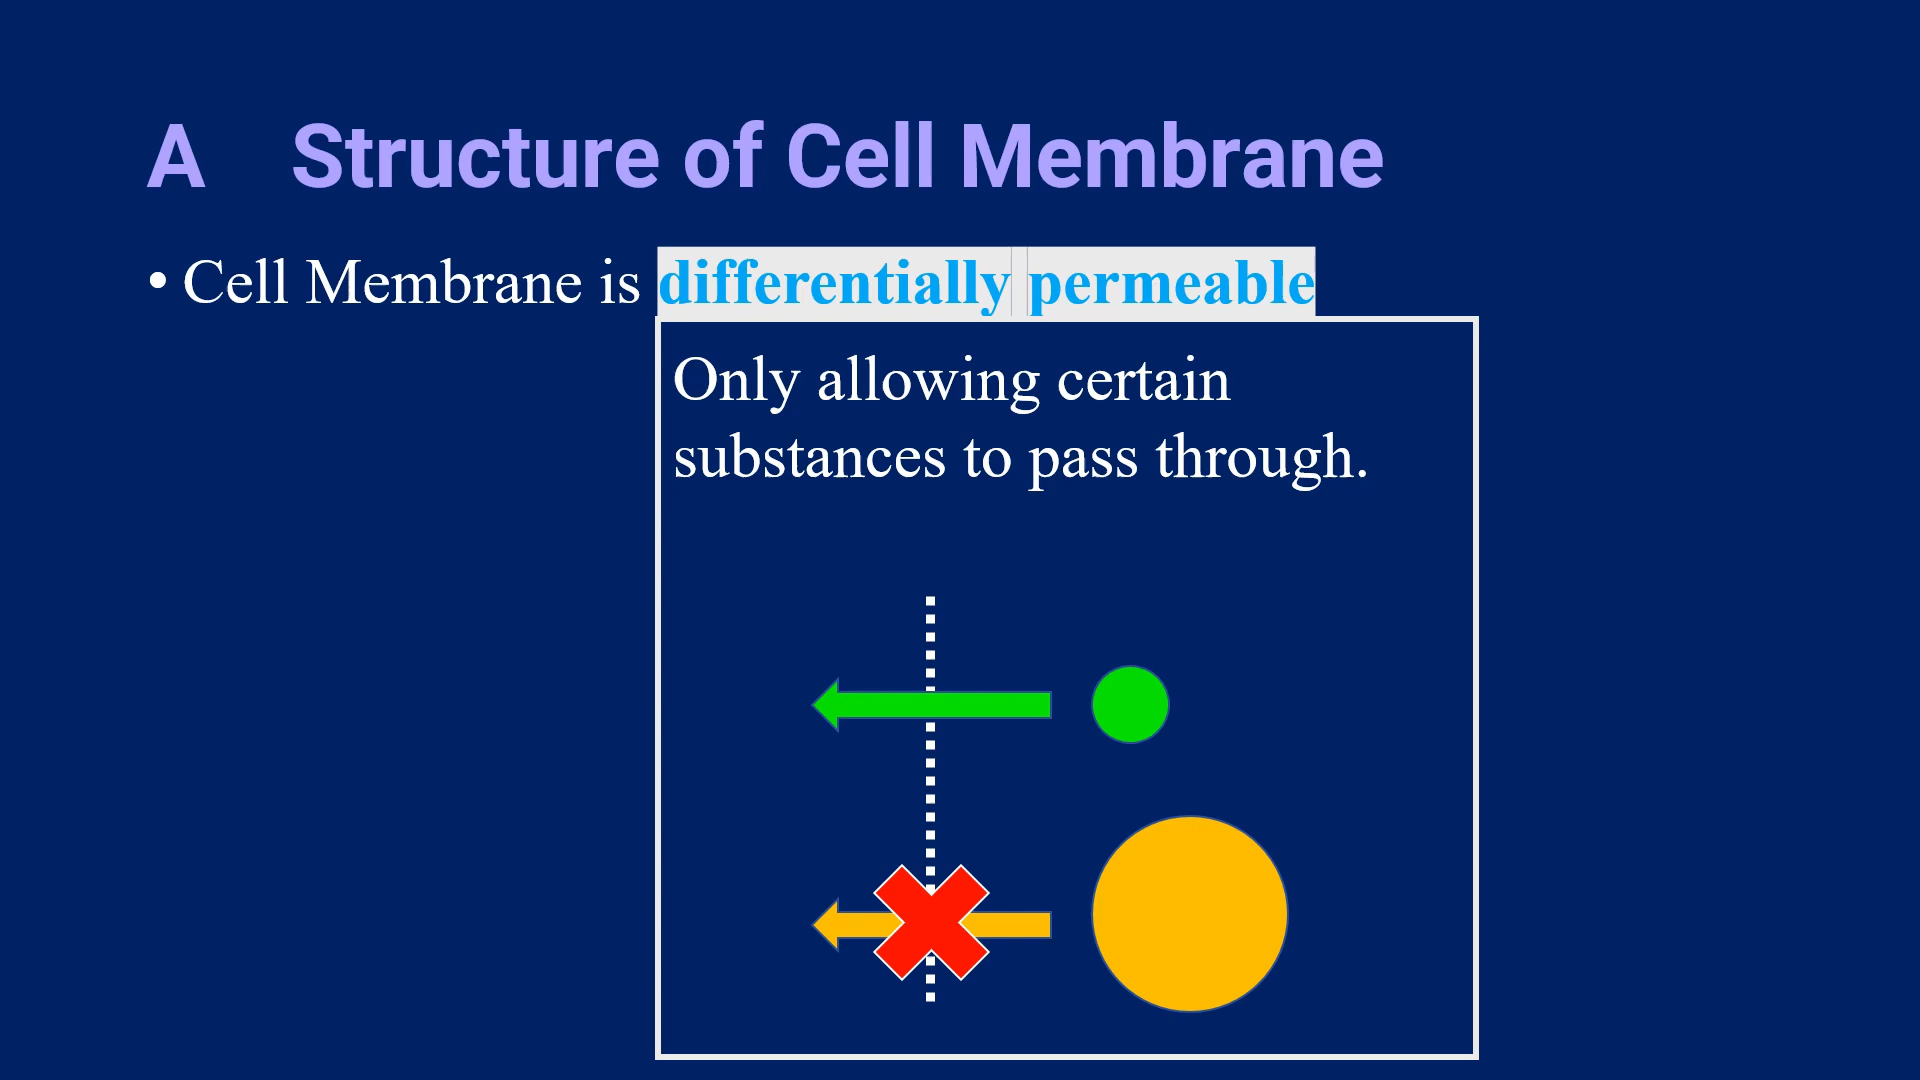 A Structure of Cell Membrane
• Cell Membrane is differentially permeable
Only allowing certain
substances to pass through.